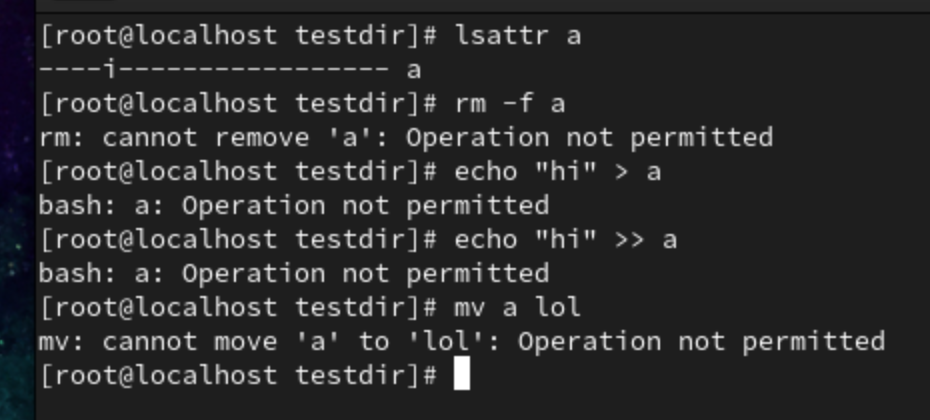 [root@localhost testdir]# lsattr a
----i----------------- a
[root@localhost testdir]# rm -f a
rm: cannot remove 'a': Operation not permitted
[root@localhost testdir]# echo "hi" > a
bash: a: Operation not permitted
[root@localhost testdir]# echo "hi" >> a
bash: a: Operation not permitted
[root@localhost testdir]# mv a lol
mv: cannot move 'a' to 'lol': Operation not permitted
[root@localhost testdir]#